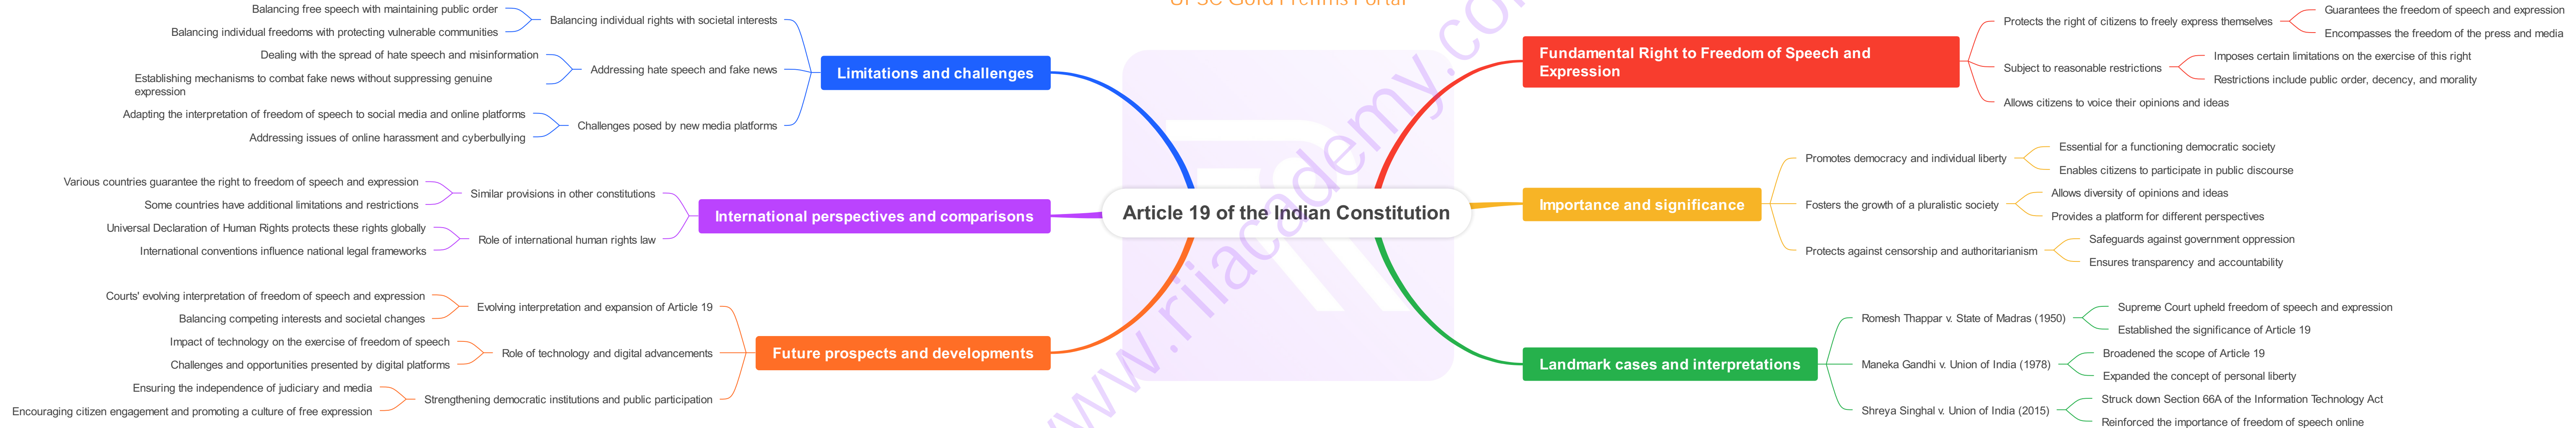 UPSC Gold Prelims Portal
Article 19 of the Indian Constitution
Fundamental Right to Freedom of Speech and
Expression
Protects the right of citizens to freely express themselves
Guarantees the freedom of speech and expression
Encompasses the freedom of the press and media
Subject to reasonable restrictions
Imposes certain limitations on the exercise of this right
Restrictions include public order, decency, and morality
Allows citizens to voice their opinions and ideas
Importance and significance
Promotes democracy and individual liberty
Essential for a functioning democratic society
Enables citizens to participate in public discourse
Fosters the growth of a pluralistic society
Allows diversity of opinions and ideas
Provides a platform for different perspectives
Protects against censorship and authoritarianism
Safeguards against government oppression
Ensures transparency and accountability
Landmark cases and interpretations
Romesh Thappar v. State of Madras (1950)
Supreme Court upheld freedom of speech and expression
Established the significance of Article 19
Maneka Gandhi v. Union of India (1978)
Broadened the scope of Article 19
Expanded the concept of personal liberty
Shreya Singhal v. Union of India (2015)
Struck down Section 66A of the Information Technology Act
Reinforced the importance of freedom of speech online
Limitations and challenges
Balancing individual rights with societal interests
Balancing free speech with maintaining public order
Balancing individual freedoms with protecting vulnerable communities
Addressing hate speech and fake news
Dealing with the spread of hate speech and misinformation
Establishing mechanisms to combat fake news without suppressing genuine
expression
Challenges posed by new media platforms
Adapting the interpretation of freedom of speech to social media and online platforms
Addressing issues of online harassment and cyberbullying
International perspectives and comparisons
Similar provisions in other constitutions
Various countries guarantee the right to freedom of speech and expression
Some countries have additional limitations and restrictions
Role of international human rights law
Universal Declaration of Human Rights protects these rights globally
International conventions influence national legal frameworks
Future prospects and developments
Evolving interpretation and expansion of Article 19
Courts' evolving interpretation of freedom of speech and expression
Balancing competing interests and societal changes
Role of technology and digital advancements
Impact of technology on the exercise of freedom of speech
Challenges and opportunities presented by digital platforms
Strengthening democratic institutions and public participation
Ensuring the independence of judiciary and media
Encouraging citizen engagement and promoting a culture of free expression